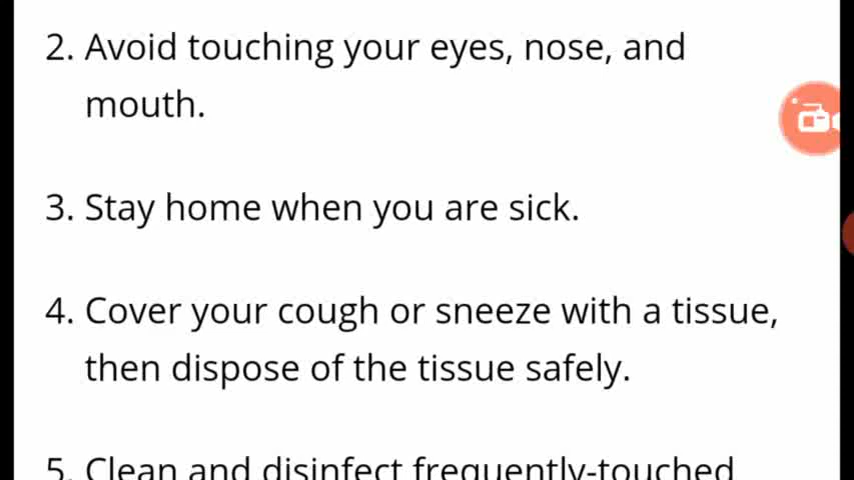 2. Avoid touching your eyes, nose, and
mouth.
3. Stay home when you are sick.
4. Cover your cough or sneeze with a tissue,
then dispose of the tissue safely.
5. Clean and disinfect frequently-touched